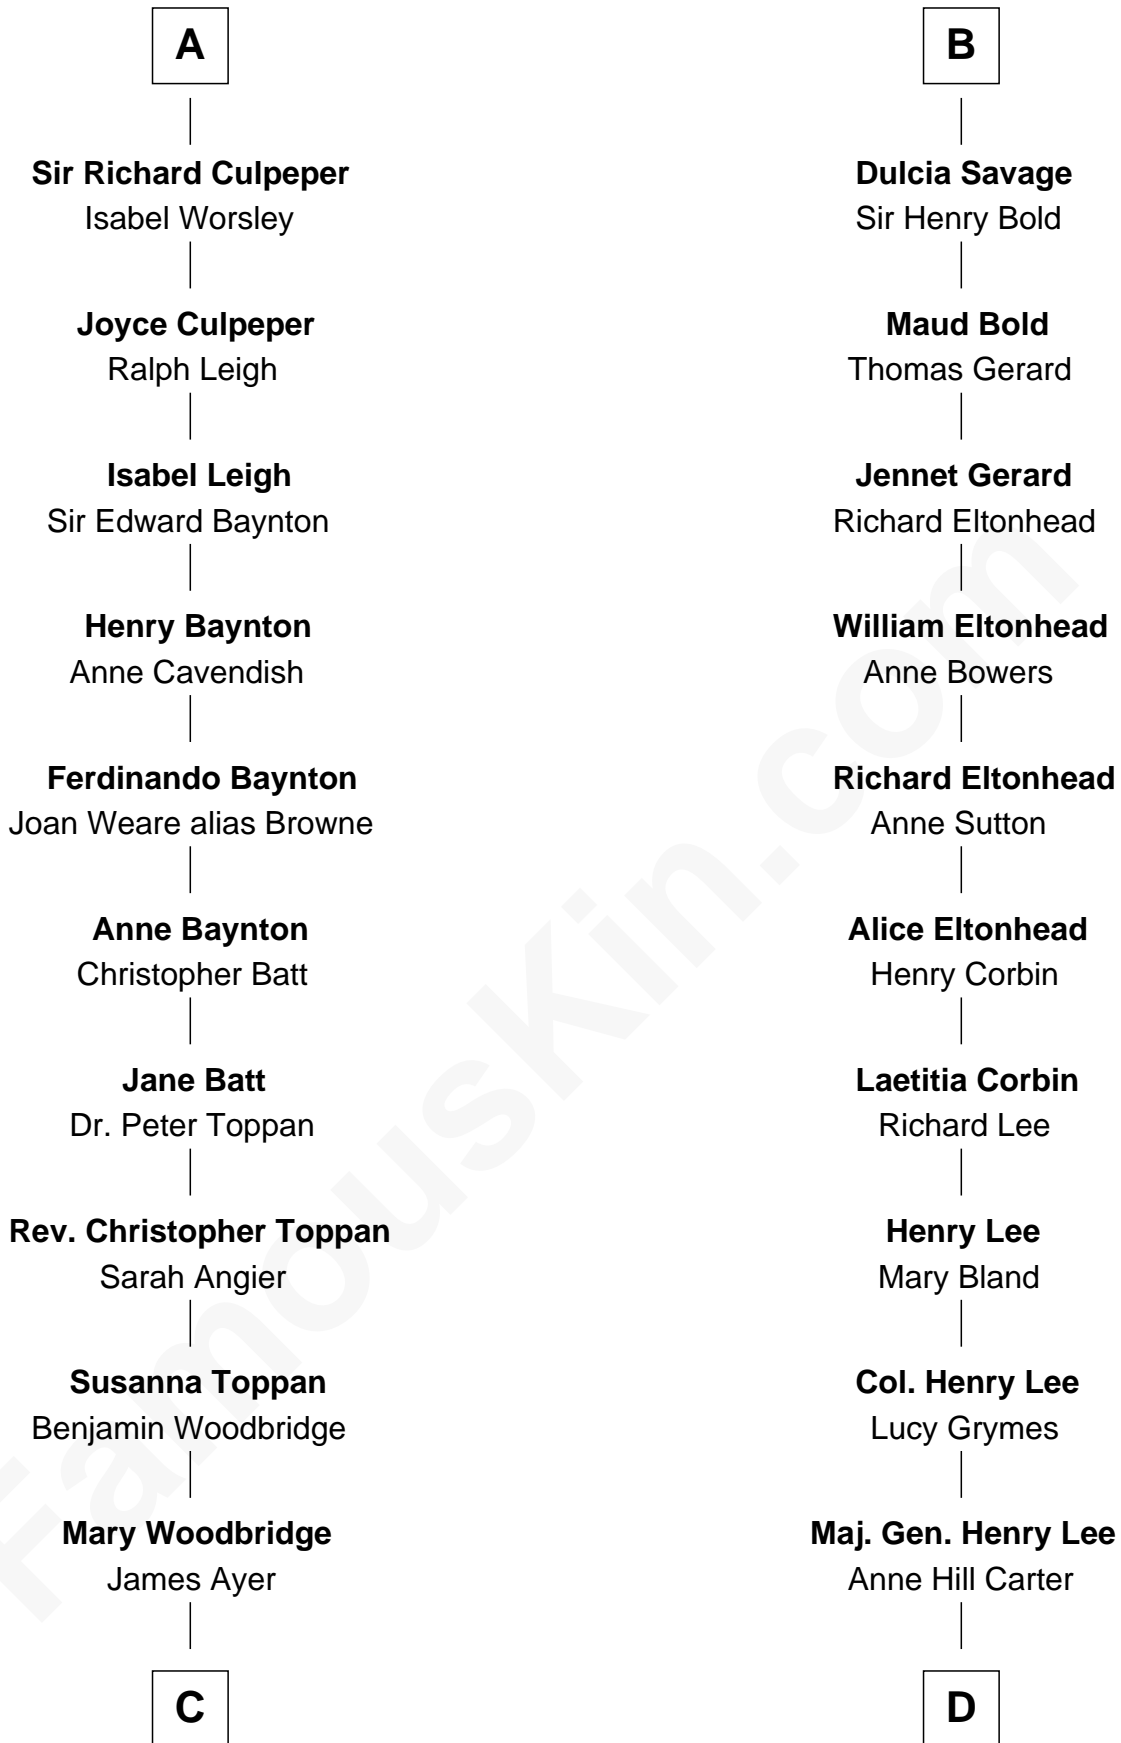 A
Sir Richard Culpeper
Isabel Worsley
Joyce Culpeper
Ralph Leigh
Isabel Leigh
Sir Edward Baynton
Henry Baynton
Anne Cavendish
Ferdinando Baynton
Joan Weare alias Browne
Anne Baynton
Christopher Batt
Jane Batt
Dr. Peter Toppan
Rev. Christopher Toppan
Sarah Angier
Susanna Toppan
Benjamin Woodbridge
Mary Woodbridge
James Ayer
C
B
Dulcia Savage
Sir Henry Bold
Maud Bold
Thomas Gerard
Jennet Gerard
Richard Eltonhead
William Eltonhead
Anne Bowers
Richard Eltonhead
Anne Sutton
Alice Eltonhead
Henry Corbin
Laetitia Corbin
Richard Lee
Henry Lee
Mary Bland
Col. Henry Lee
Lucy Grymes
Maj. Gen. Henry Lee
Anne Hill Carter
D
FamousKin.com